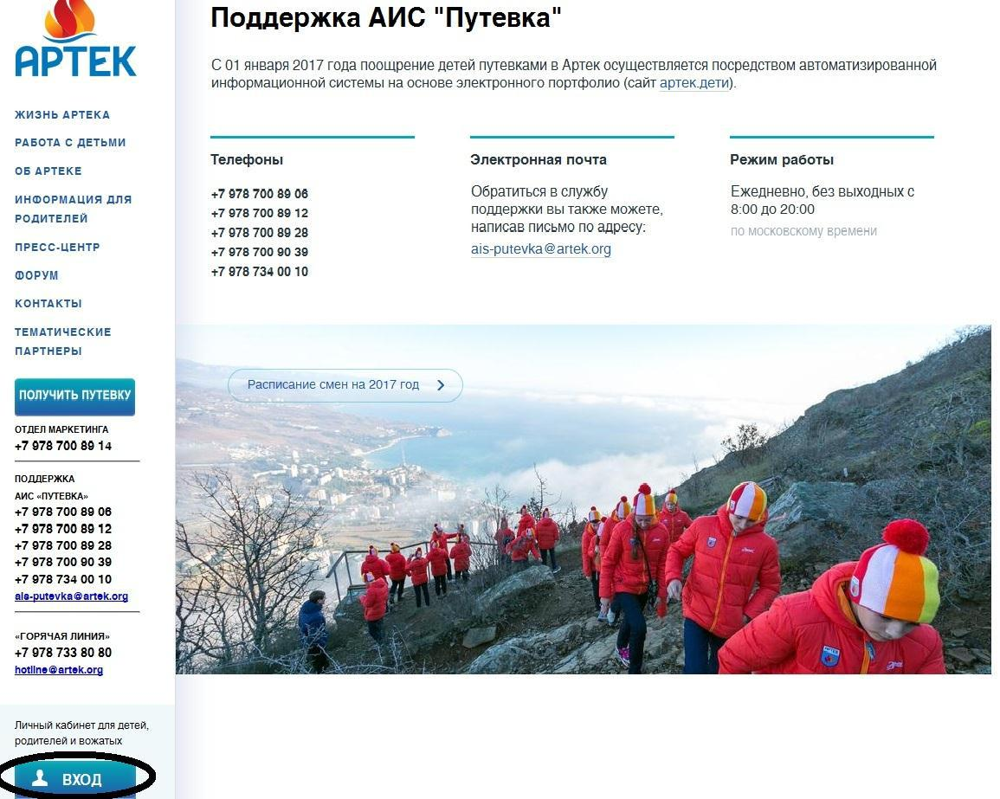 АРТЕК
ЖИЗНЬ АРТЕКА
РАБОТА С ДЕТЬМИ
ОБ АРТЕКЕ
ИНФОРМАЦИЯ ДЛЯ
РОДИТЕЛЕЙ
ПРЕСС-ЦЕНТР
ФОРУМ
КОНТАКТЫ
ТЕМАТИЧЕСКИЕ
ПАРТНЕРЫ
ПОЛУЧИТЬ ПУТЕВКУ
ОТДЕЛ МАРКЕТИНГА
+7 978 700 89 14
ПОДДЕРЖКА
АИС «ПУТЕВКА»
+7 978 700 89 06
+7 978 700 89 12
+7 978 700 89 28
+7 978 700 90 39
+7 978 734 00 10
ais-putevka@artek.org
«ГОРЯЧАЯ ЛИНИЯ»
+7 978 733 80 80
hotline@artek.org
Личный кабинет для детей,
родителей и вожатых
ВХОД
Поддержка АИС "Путевка"
С 01 января 2017 года поощрение детей путевками в Артек осуществляется посредством автоматизированной
информационной системы на основе электронного портфолио (сайт артек.дети).
Телефоны
+7 978 700 89 06
+7 978 700 89 12
+7 978 700 89 28
+7 978 700 90 39
+7 978 734 00 10
Электронная почта
Обратиться в службу
поддержки вы также можете,
написав письмо по адресу:
ais-putevka@artek.org
Режим работы
Ежедневно, без выходных с
8:00 до 20:00
по московскому времени
Расписание смен на 2017 год